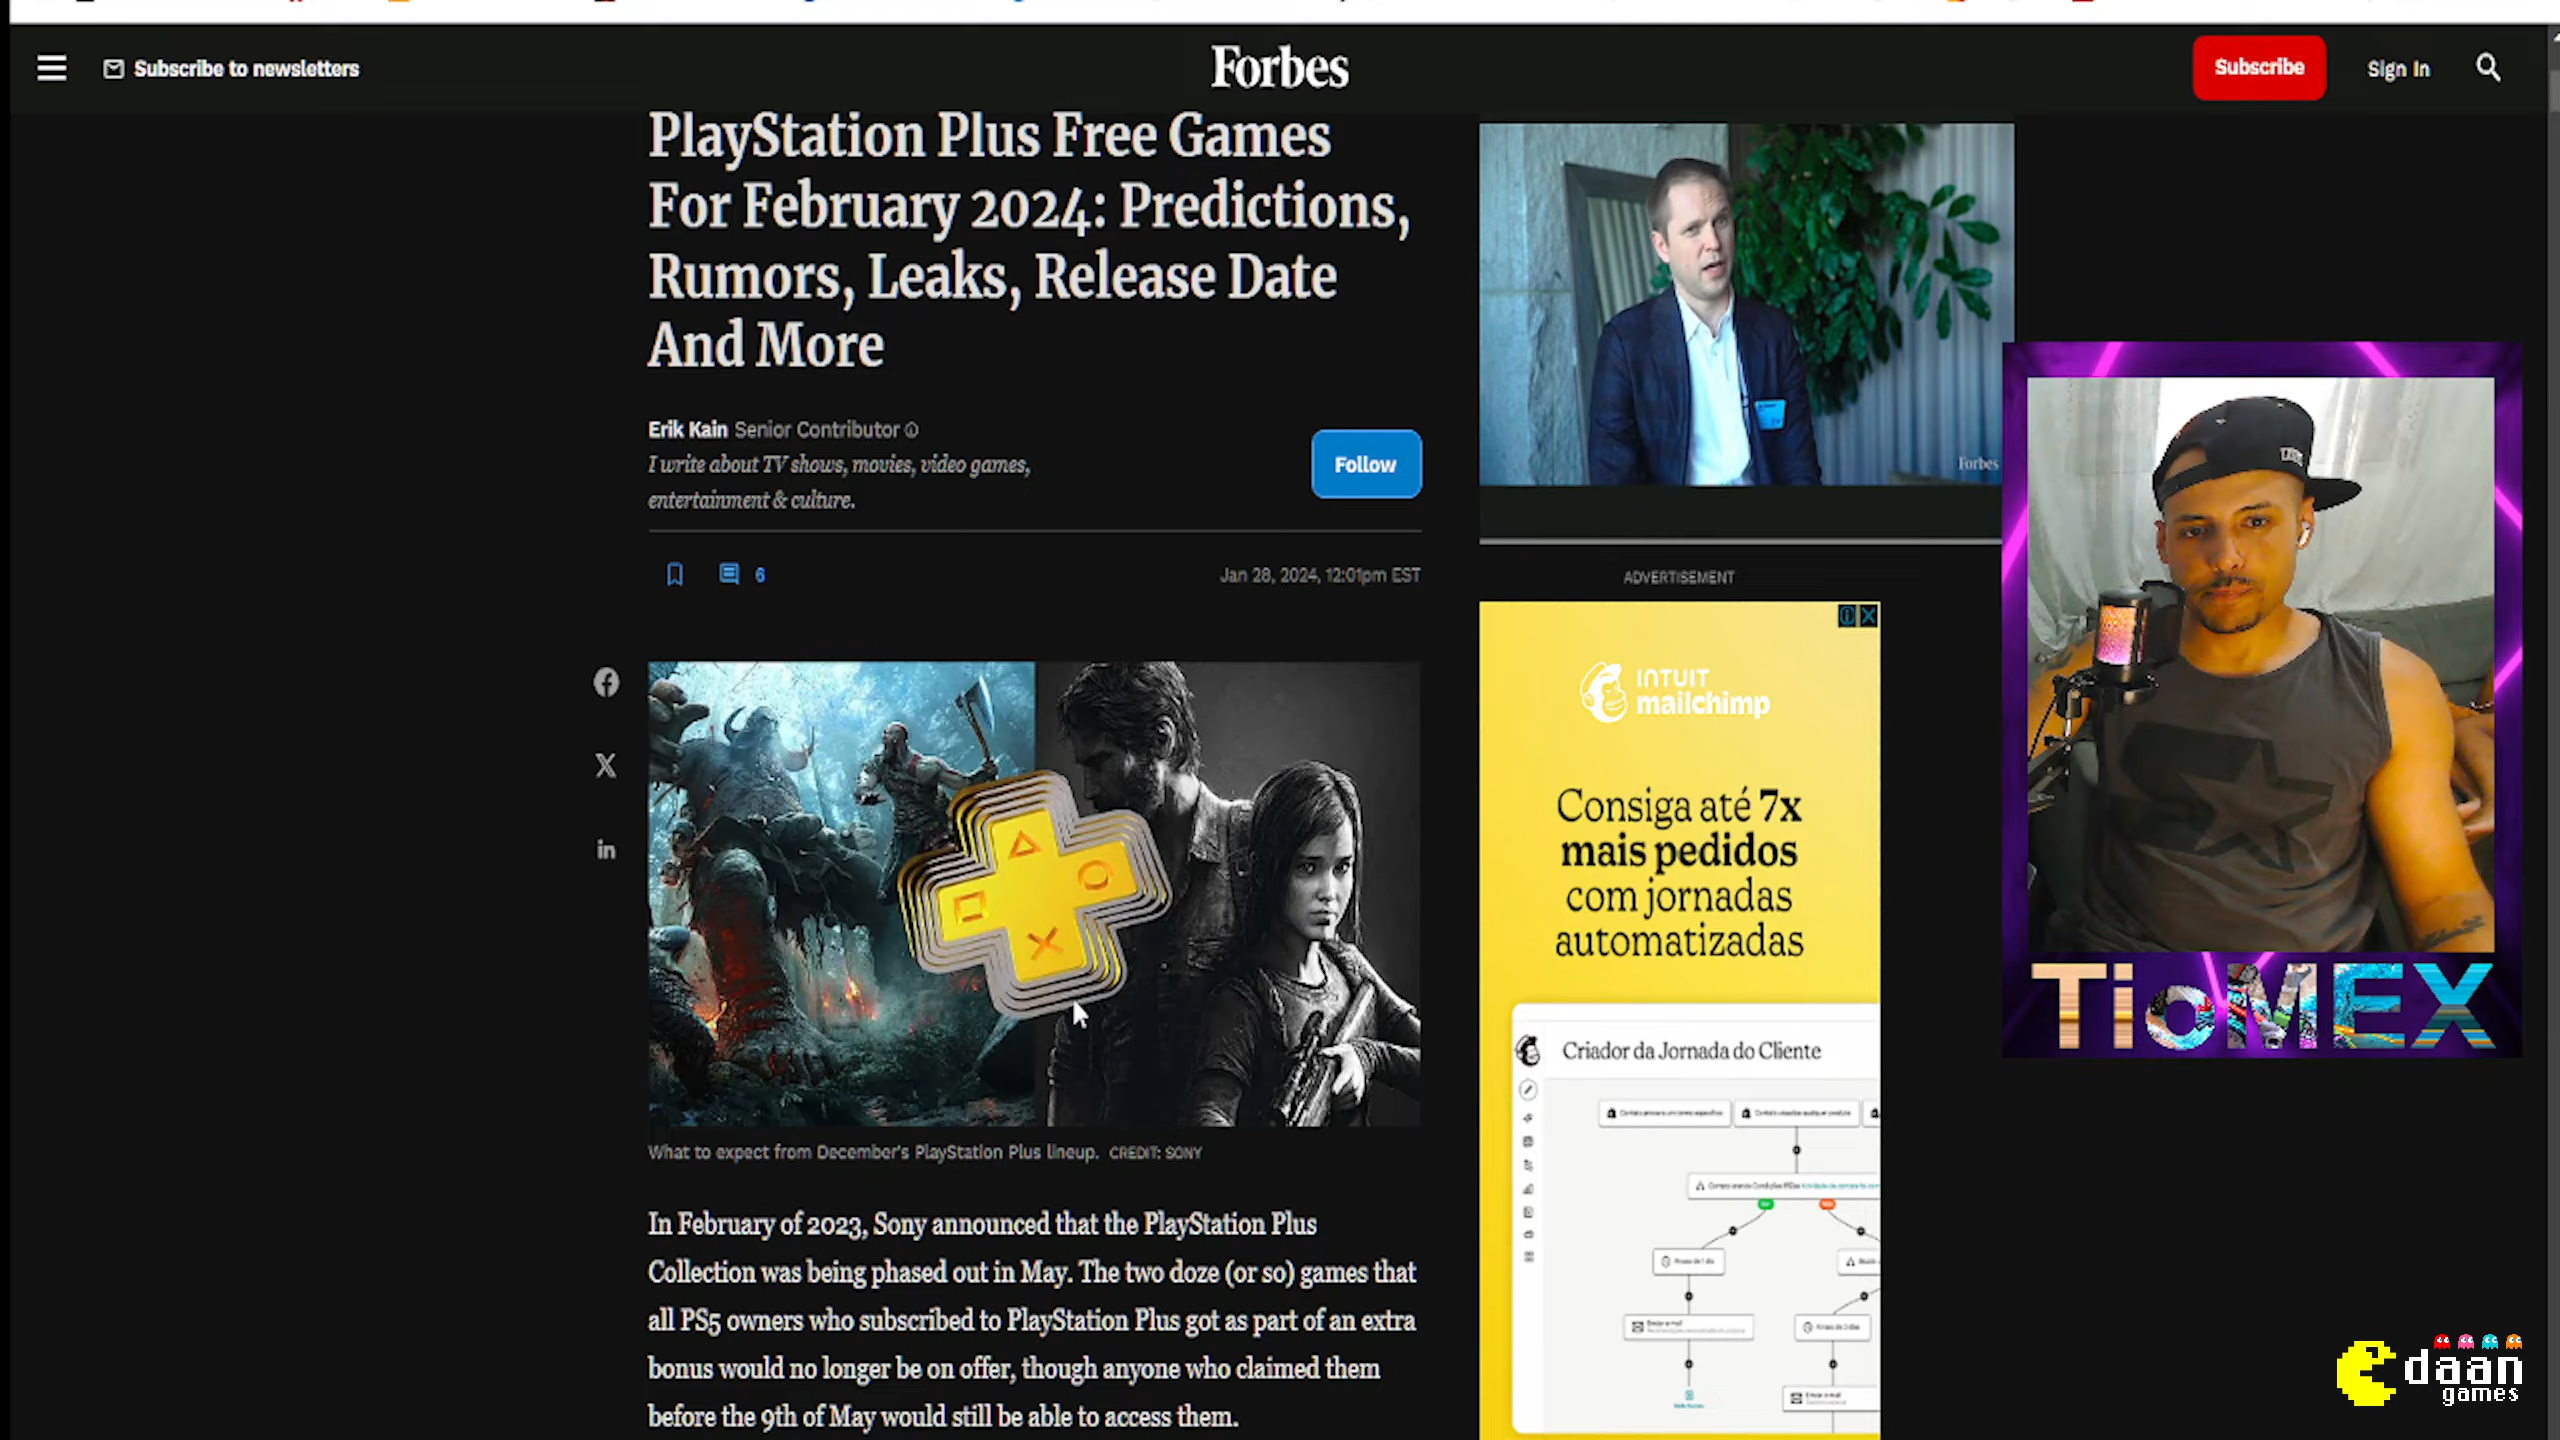 Subscribe to newsletters
Forbes
Subscribe
Sign In
PlayStation Plus Free Games
For February 2024: Predictions,
Rumors, Leaks, Release Date
And More
Erik Kain Senior Contributor
I write about TV shows, movies, video games,
entertainment & culture.
Follow
6
Jan 28, 2024, 12:01pm EST
What to expect from December's PlayStation Plus lineup. CREDIT: SONY
In February of 2023, Sony announced that the PlayStation Plus
Collection was being phased out in May. The two doze (or so) games that
all PS5 owners who subscribed to PlayStation Plus got as part of an extra
bonus would no longer be on offer, though anyone who claimed them
before the 9th of May would still be able to access them.
Forbes
ADVERTISEMENT
INTUIT
mailchimp
Consiga até 7x
mais pedidos
com jornadas
automatizadas
Criador da Jornada do Cliente
TioMEX
daan
games